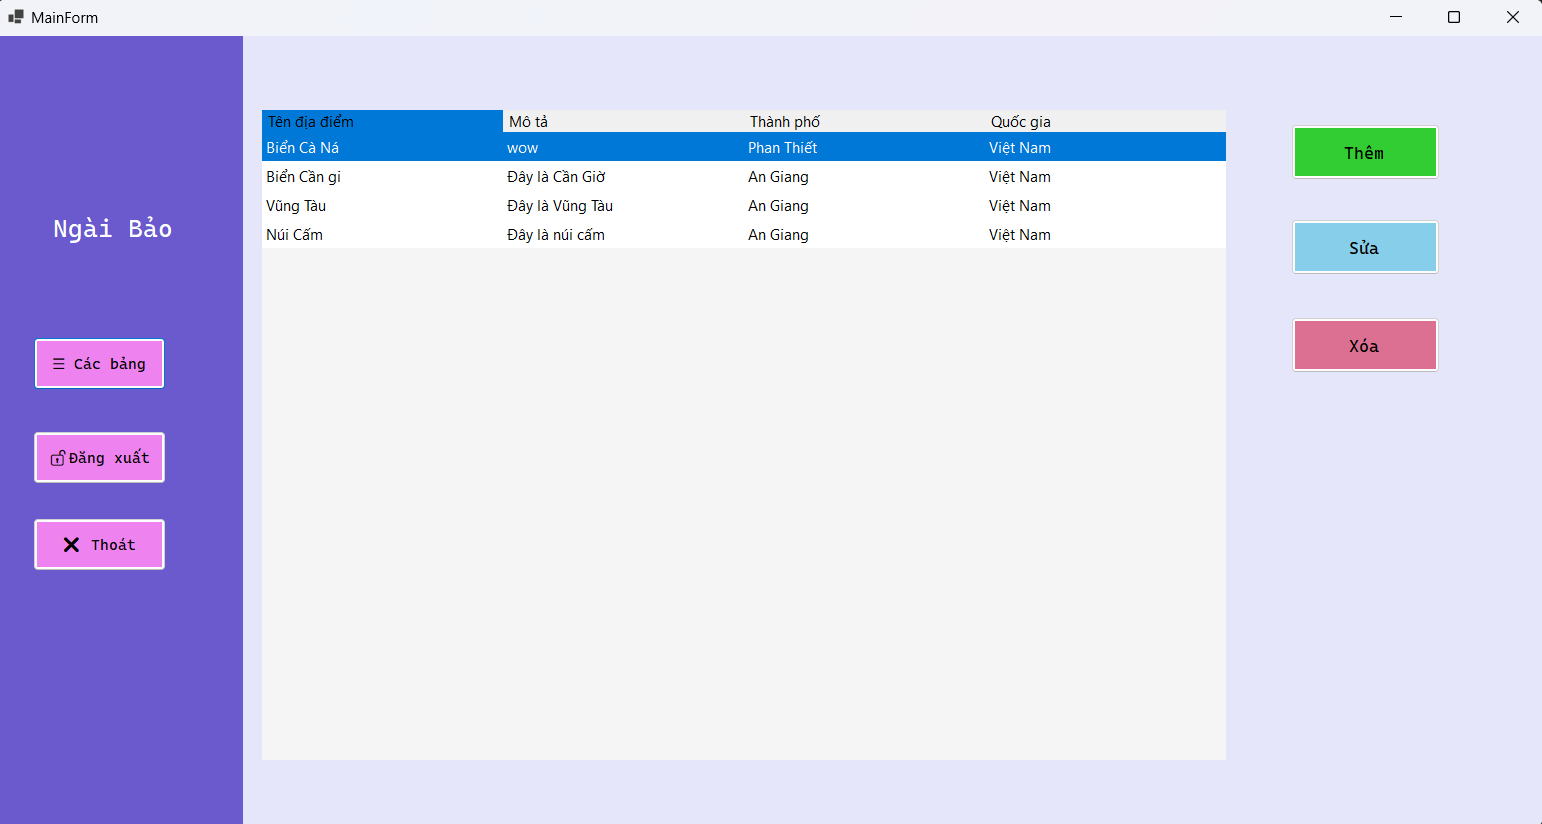 MainForm
Ngài Bảo
☰ Các bảng
Đăng xuất
Thoát
Tên địa điểm Mô tả Thành phố Quốc gia
Biển Cà Ná wow Phan Thiết Việt Nam
Biển Cần gi Đây là Cần Giờ An Giang Việt Nam
Vũng Tàu Đây là Vũng Tàu An Giang Việt Nam
Núi Cấm Đây là núi cấm An Giang Việt Nam
Thêm
Sửa
Xóa